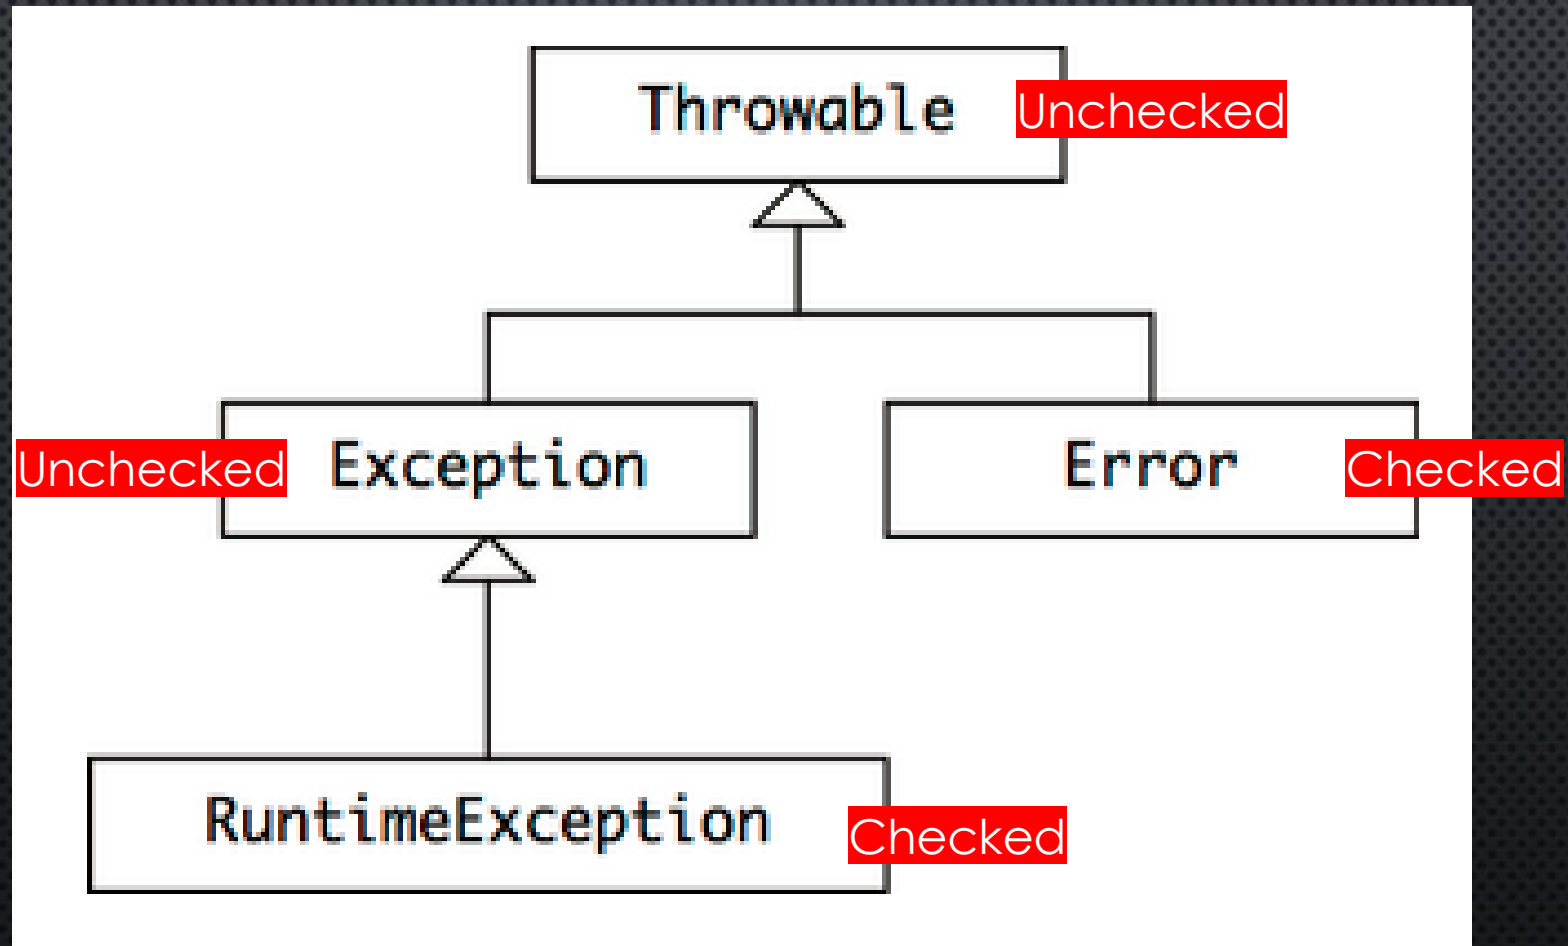 Throwable
Unchecked
Unchecked
Exception
Error
Checked
RuntimeException
Checked